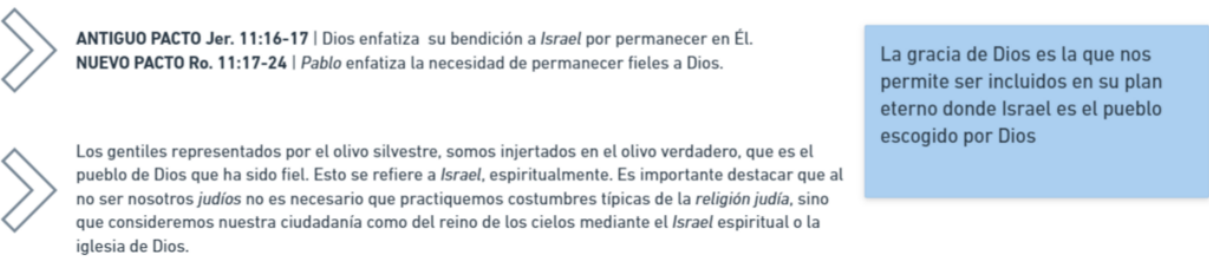 ANTIGUO PACTO Jer. 11:16-17 | Dios enfatiza su bendición a Israel por permanecer en Él.
NUEVO PACTO Ro. 11:17-24 | Pablo enfatiza la necesidad de permanecer fieles a Dios.
Los gentiles representados por el olivo silvestre, somos injertados en el olivo verdadero, que es el
pueblo de Dios que ha sido fiel. Esto se refiere a Israel, espiritualmente. Es importante destacar que al
no ser nosotros judíos no es necesario que practiquemos costumbres típicas de la religión judía, sino
que consideremos nuestra ciudadanía como del reino de los cielos mediante el Israel espiritual o la
iglesia de Dios.
La gracia de Dios es la que nos
permite ser incluidos en su plan
eterno donde Israel es el pueblo
escogido por Dios